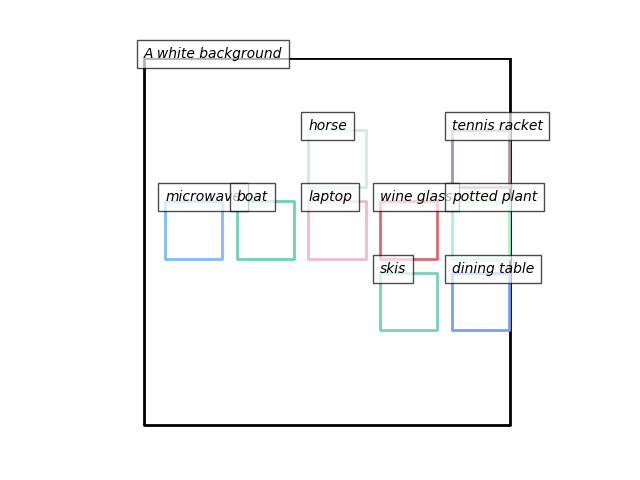 A white background
horse
tennis racket
microwave
boat
laptop
wine glass
potted plant
skis
dining table